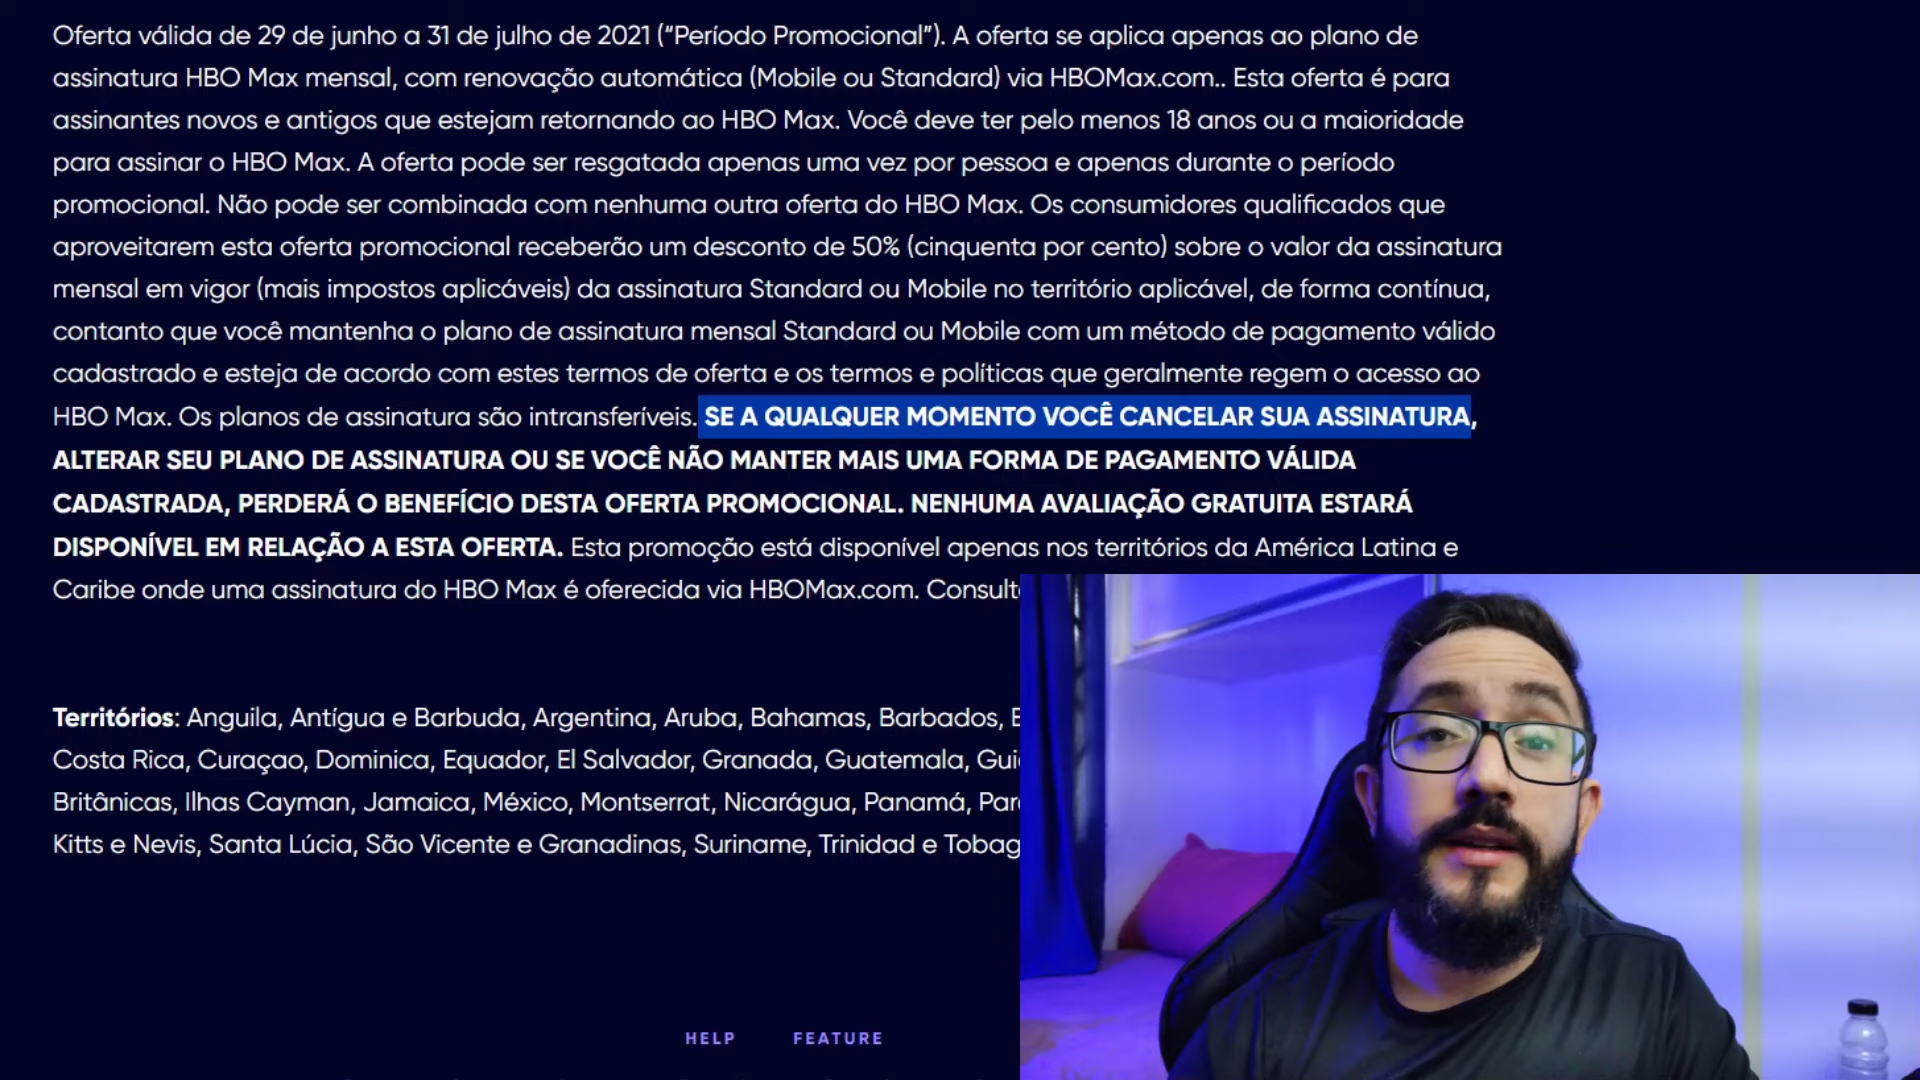 Oferta válida de 29 de junho a 31 de julho de 2021 (“Período Promocional”). A oferta se aplica apenas ao plano de
assinatura HBO Max mensal, com renovação automática (Mobile ou Standard) via HBOMax.com.. Esta oferta é para
assinantes novos e antigos que estejam retornando ao HBO Max. Você deve ter pelo menos 18 anos ou a maioridade
para assinar o HBO Max. A oferta pode ser resgatada apenas uma vez por pessoa e apenas durante o período
promocional. Não pode ser combinada com nenhuma outra oferta do HBO Max. Os consumidores qualificados que
aproveitarem esta oferta promocional receberão um desconto de 50% (cinquenta por cento) sobre o valor da assinatura
mensal em vigor (mais impostos aplicáveis) da assinatura Standard ou Mobile no território aplicável, de forma contínua,
contanto que você mantenha o plano de assinatura mensal Standard ou Mobile com um método de pagamento válido
cadastrado e esteja de acordo com estes termos de oferta e os termos e políticas que geralmente regem o acesso ao
HBO Max. Os planos de assinatura são intransferíveis. SE A QUALQUER MOMENTO VOCÊ CANCELAR SUA ASSINATURA,
ALTERAR SEU PLANO DE ASSINATURA OU SE VOCÊ NÃO MANTER MAIS UMA FORMA DE PAGAMENTO VÁLIDA
CADASTRADA, PERDERÁ O BENEFÍCIO DESTA OFERTA PROMOCIONAL. NENHUMA AVALIAÇÃO GRATUITA ESTARÁ
DISPONÍVEL EM RELAÇÃO A ESTA OFERTA. Esta promoção está disponível apenas nos territórios da América Latina e
Caribe onde uma assinatura do HBO Max é oferecida via HBOMax.com.
Territórios: Anguila, Antígua e Barbuda, Argentina, Aruba, Bahamas, Barbados,
Costa Rica, Curaçao, Dominica, Equador, El Salvador, Granada, Guatemala,
Britânicas, Ilhas Cayman, Jamaica, México, Montserrat, Nicarágua, Panamá,
Kitts e Nevis, Santa Lúcia, São Vicente e Granadinas, Suriname, Trinidad e
HELP FEATURE